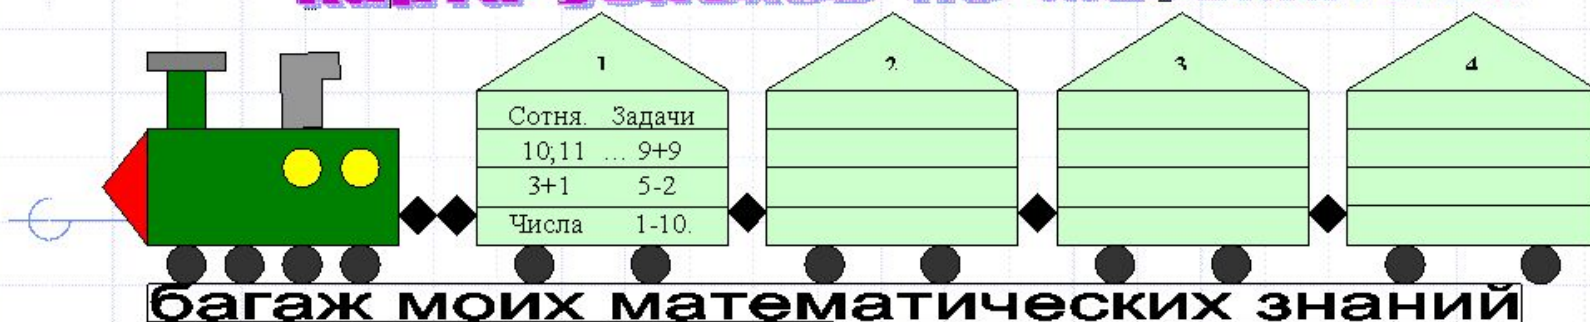 1 2 3 4
Сотня. Задачи
10;11 ... 9+9
3+1 5-2
Числа 1-10.
багаж моих математических знаний